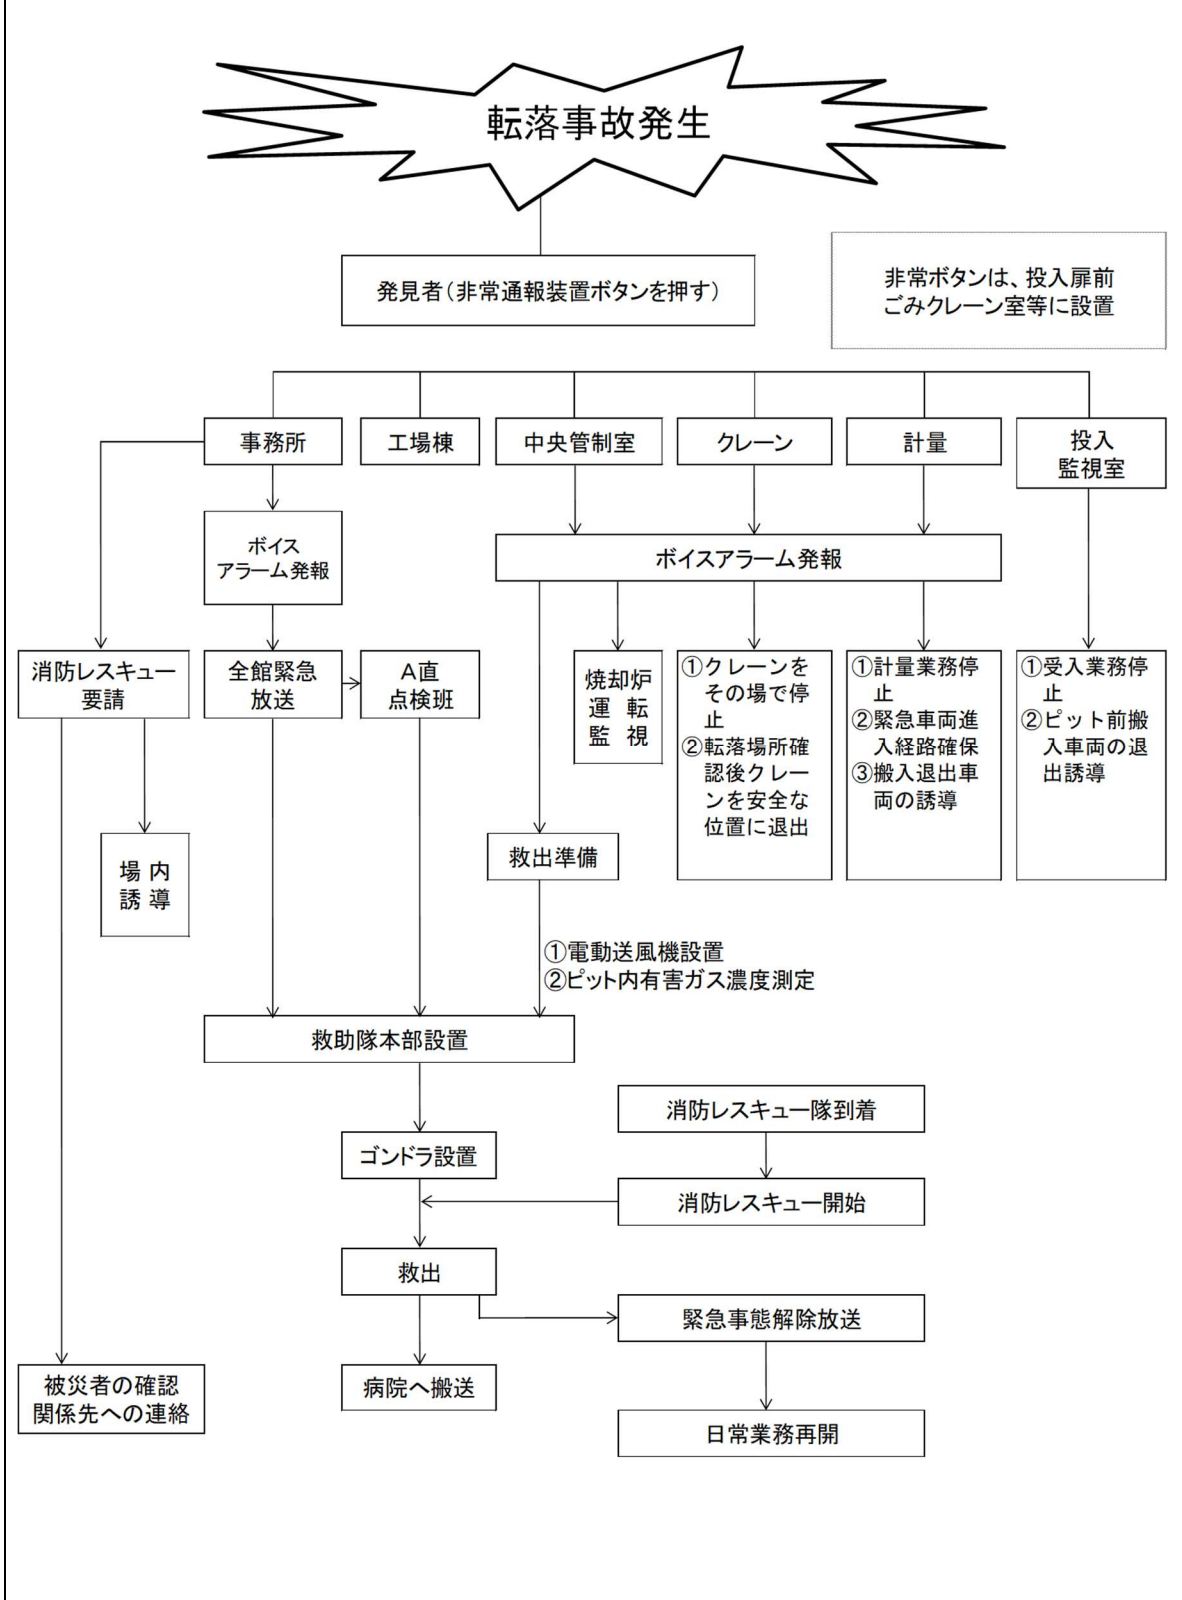 転落事故発生
発見者（非常通報装置ボタンを押す）
非常ボタンは、投入扉前
ごみクレーン室等に設置
事務所
工場棟
中央管制室
クレーン
計量
投入
監視室
ボイス
アラーム発報
ボイスアラーム発報
消防レスキュー
要請
全館緊急
放送
A直
点検班
焼却炉
運転
監視
①クレーンを
その場で停
止
②転落場所確
認後クレー
ンを安全な
位置に退出
①計量業務停
止
②緊急車両進
入経路確保
③搬入退出車
両の誘導
①受入業務停
止
②ピット前搬
入車両の退
出誘導
場内
誘導
救出準備
①電動送風機設置
②ピット内有害ガス濃度測定
救助隊本部設置
消防レスキュー隊到着
ゴンドラ設置
消防レスキュー開始
救出
緊急事態解除放送
被災者の確認
関係先への連絡
病院へ搬送
日常業務再開